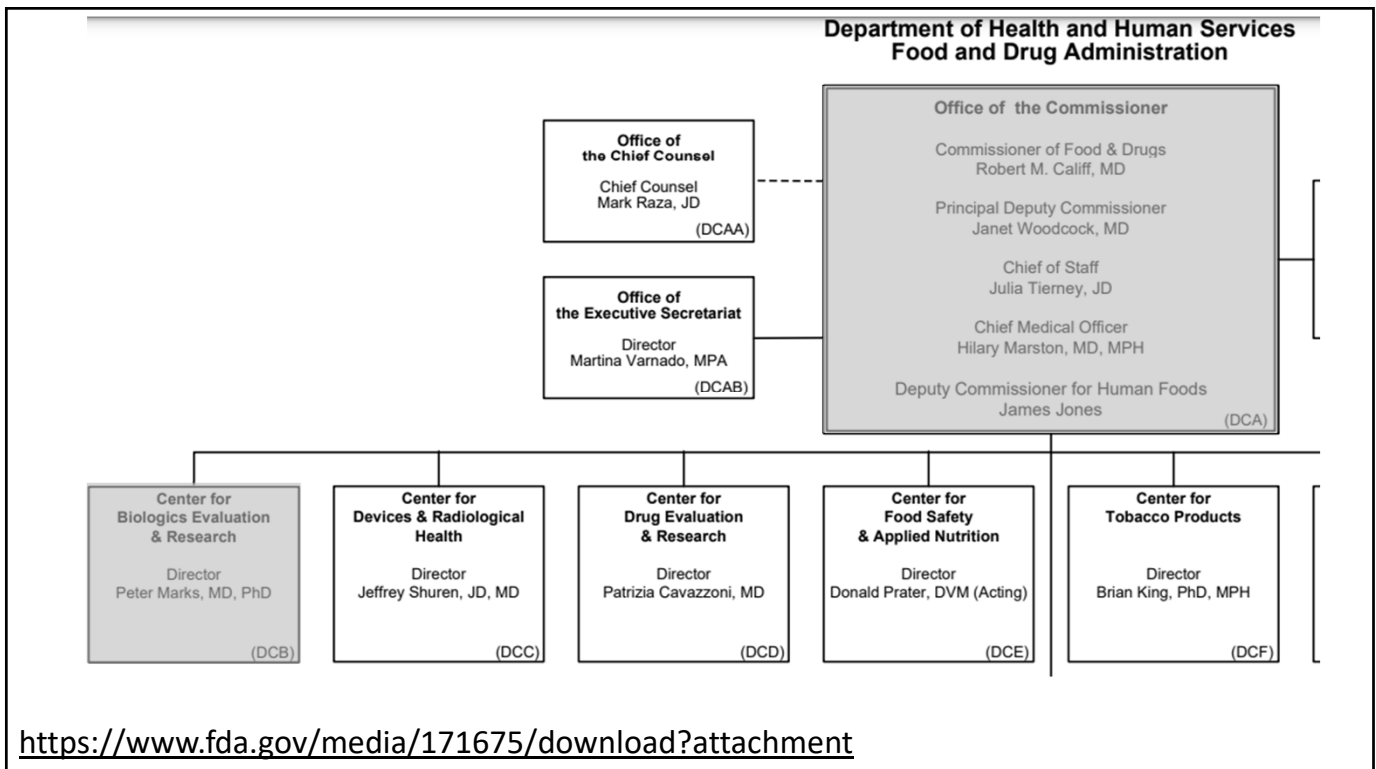 Department of Health and Human Services
Food and Drug Administration
Office of the Commissioner
Commissioner of Food & Drugs
Robert M. Califf, MD
Principal Deputy Commissioner
Janet Woodcock, MD
Chief of Staff
Julia Tierney, JD
Chief Medical Officer
Hilary Marston, MD, MPH
Deputy Commissioner for Human Foods
James Jones
(DCA)
Office of
the Chief Counsel
Chief Counsel
Mark Raza, JD
(DCAA)
Office of
the Executive Secretariat
Director
Martina Varnado, MPA
(DCAB)
Center for
Biologics Evaluation
& Research
Director
Peter Marks, MD, PhD
(DCB)
Center for
Devices & Radiological
Health
Director
Jeffrey Shuren, JD, MD
(DCC)
Center for
Drug Evaluation
& Research
Director
Patrizia Cavazzoni, MD
(DCD)
Center for
Food Safety
& Applied Nutrition
Director
Donald Prater, DVM (Acting)
(DCE)
Center for
Tobacco Products
Director
Brian King, PhD, MPH
(DCF)
https://www.fda.gov/media/171675/download?attachment